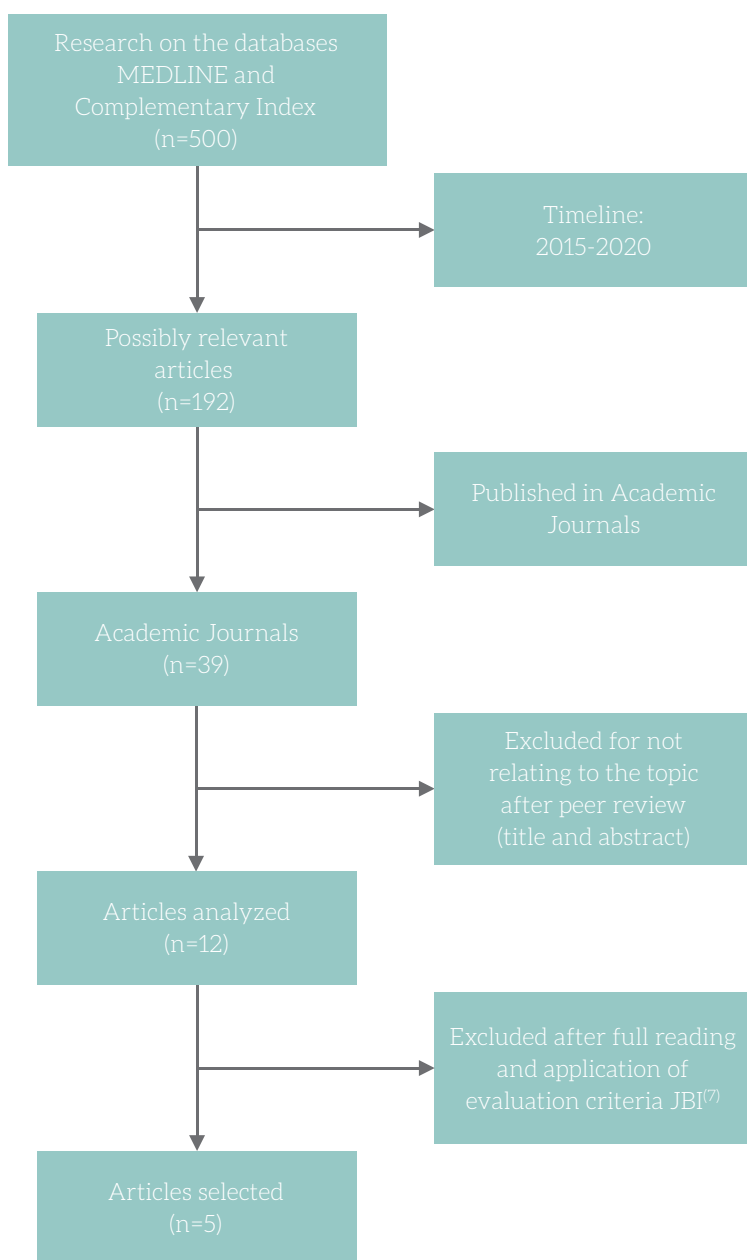 Research on the databases
MEDLINE and
Complementary Index
(n=500)
Timeline:
2015-2020
Possibly relevant
articles
(n=192)
Published in Academic
Journals
Academic Journals
(n=39)
Excluded for not
relating to the topic
after peer review
(title and abstract)
Articles analyzed
(n=12)
Excluded after full reading
and application of
evaluation criteria JBI(7)
Articles selected
(n=5)